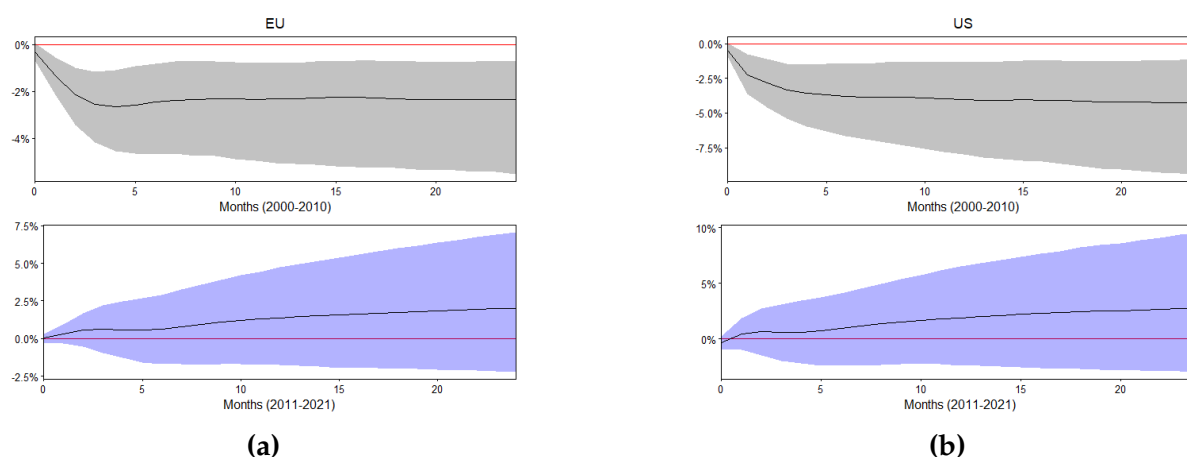 EU
0%
-2%
-4%
0 5 10 15 20
Months (2000-2010)
7.5%
5.0%
2.5%
0.0%
-2.5%
0 5 10 15 20
Months (2011-2021)
(a)
US
0.0%
-2.5%
-5.0%
-7.5%
0 5 10 15 20
Months (2000-2010)
10%
5%
0%
0 5 10 15 20
Months (2011-2021)
(b)